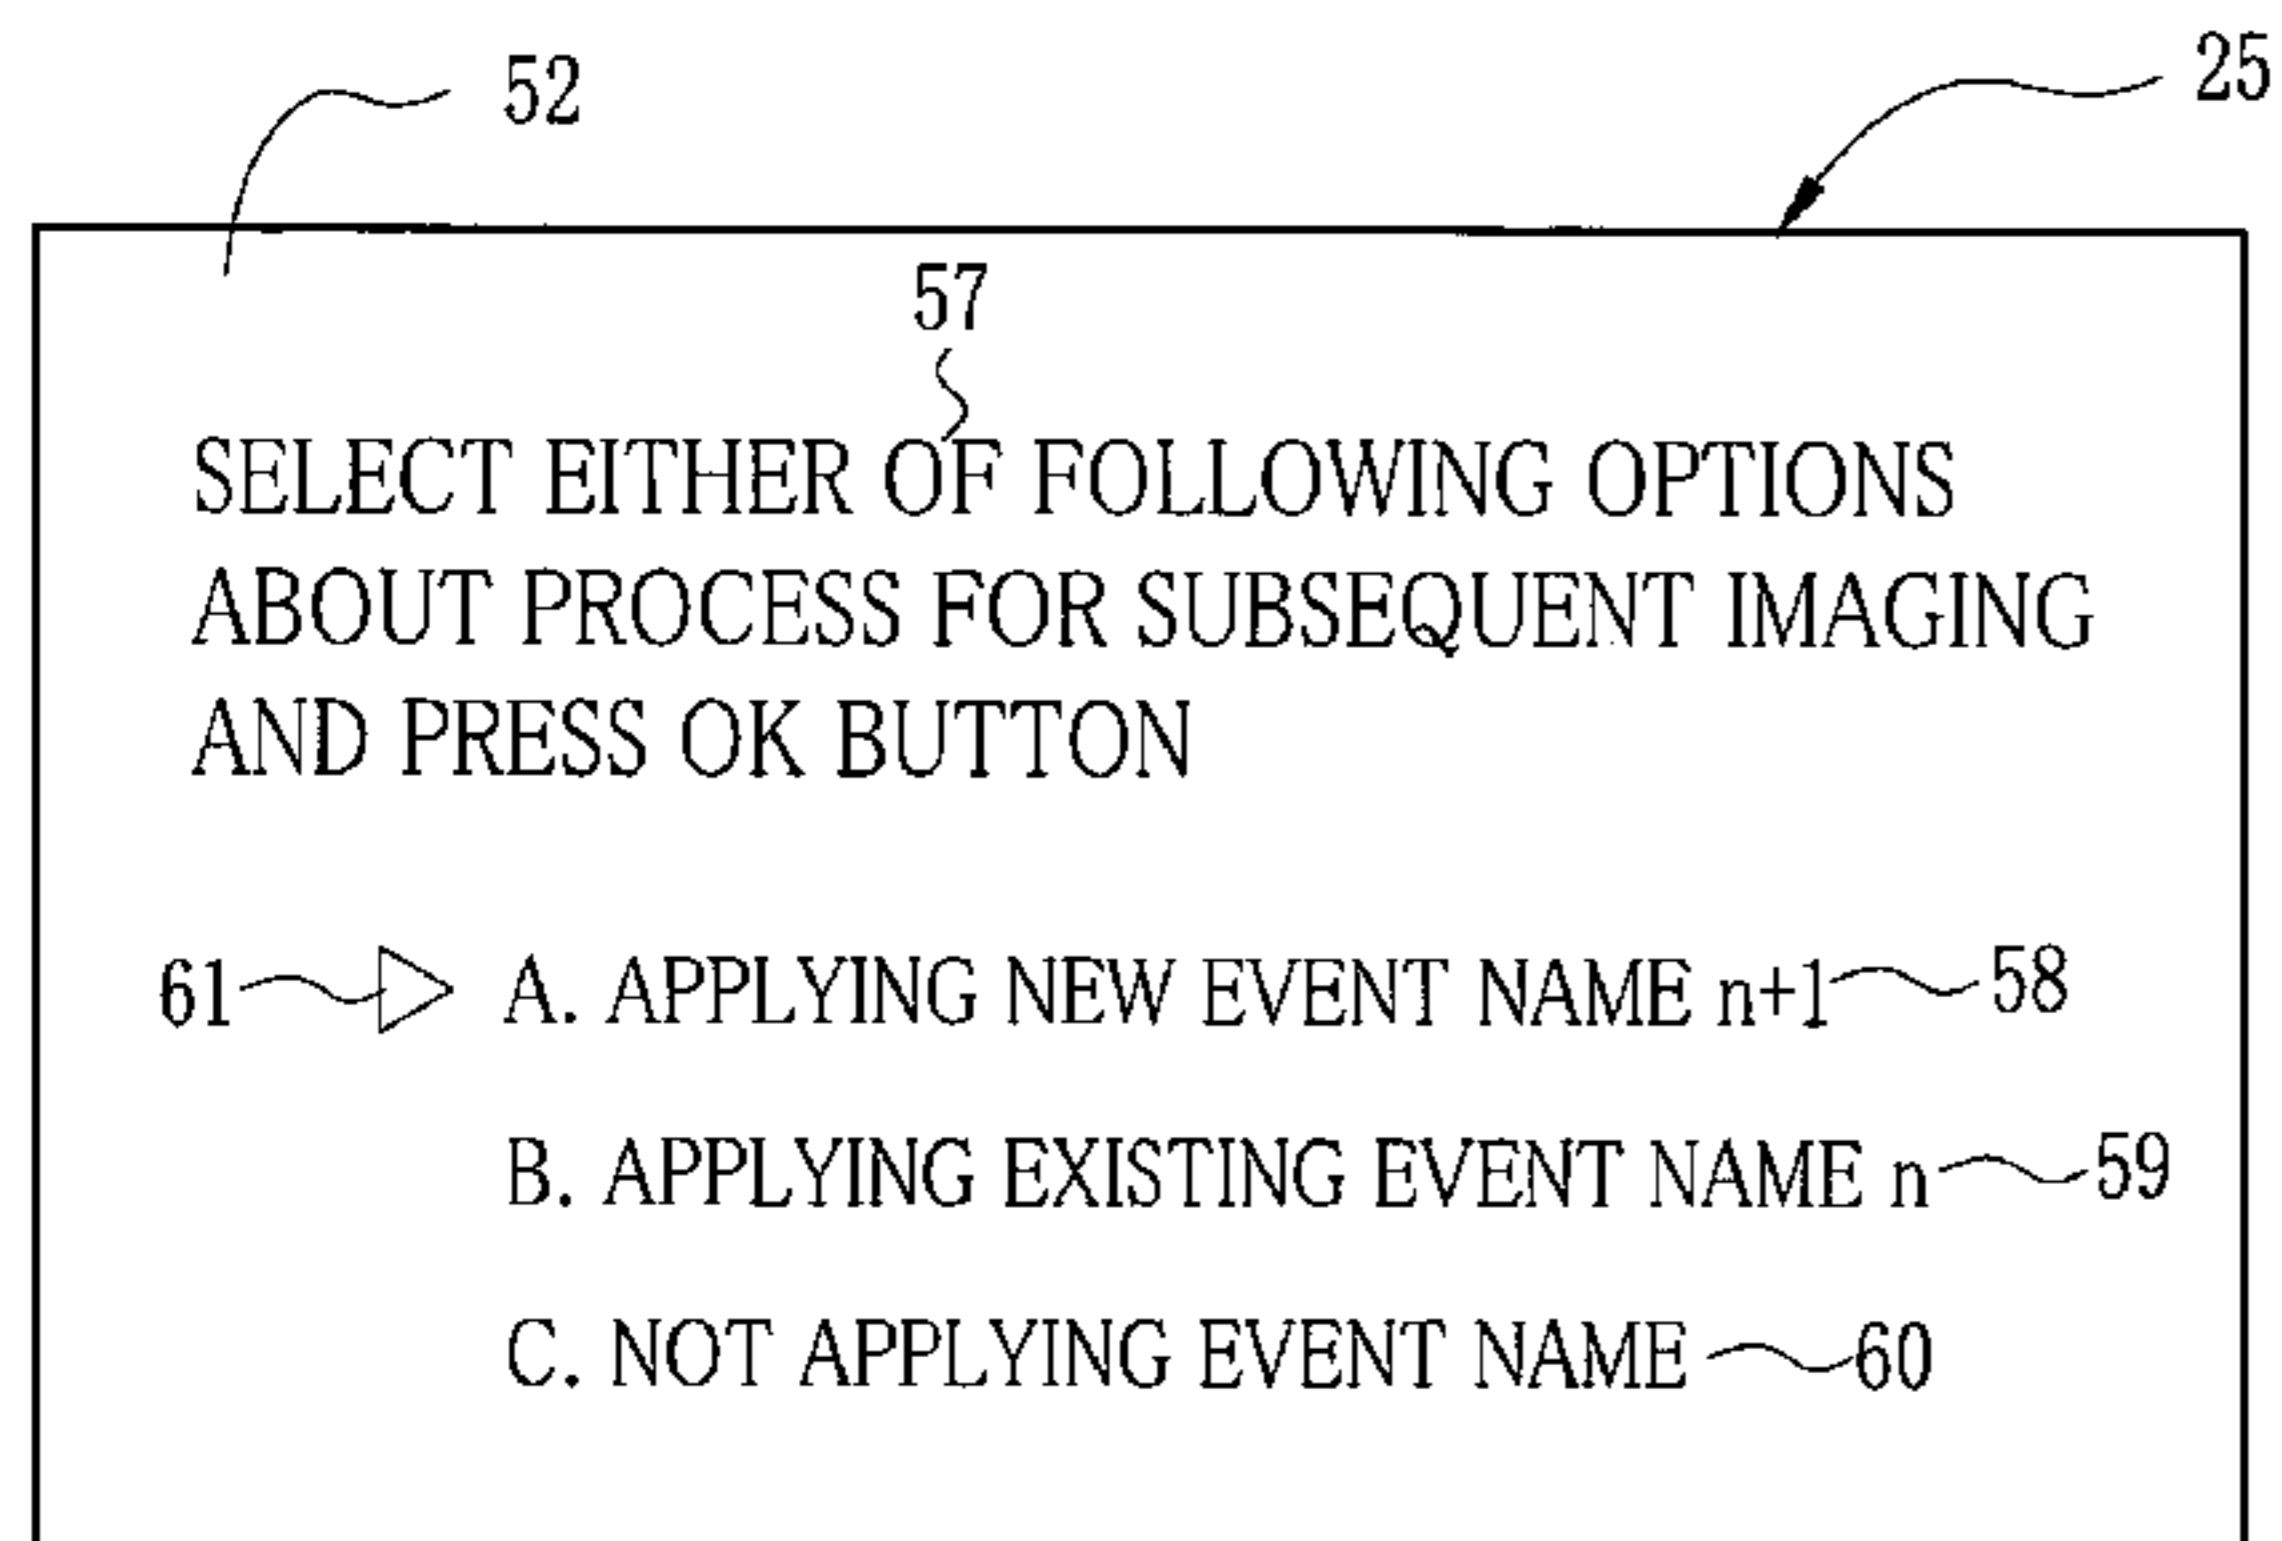 52
25
57
SELECT EITHER OF FOLLOWING OPTIONS
ABOUT PROCESS FOR SUBSEQUENT IMAGING
AND PRESS OK BUTTON
61 A. APPLYING NEW EVENT NAME n+1 58
B. APPLYING EXISTING EVENT NAME n 59
C. NOT APPLYING EVENT NAME 60